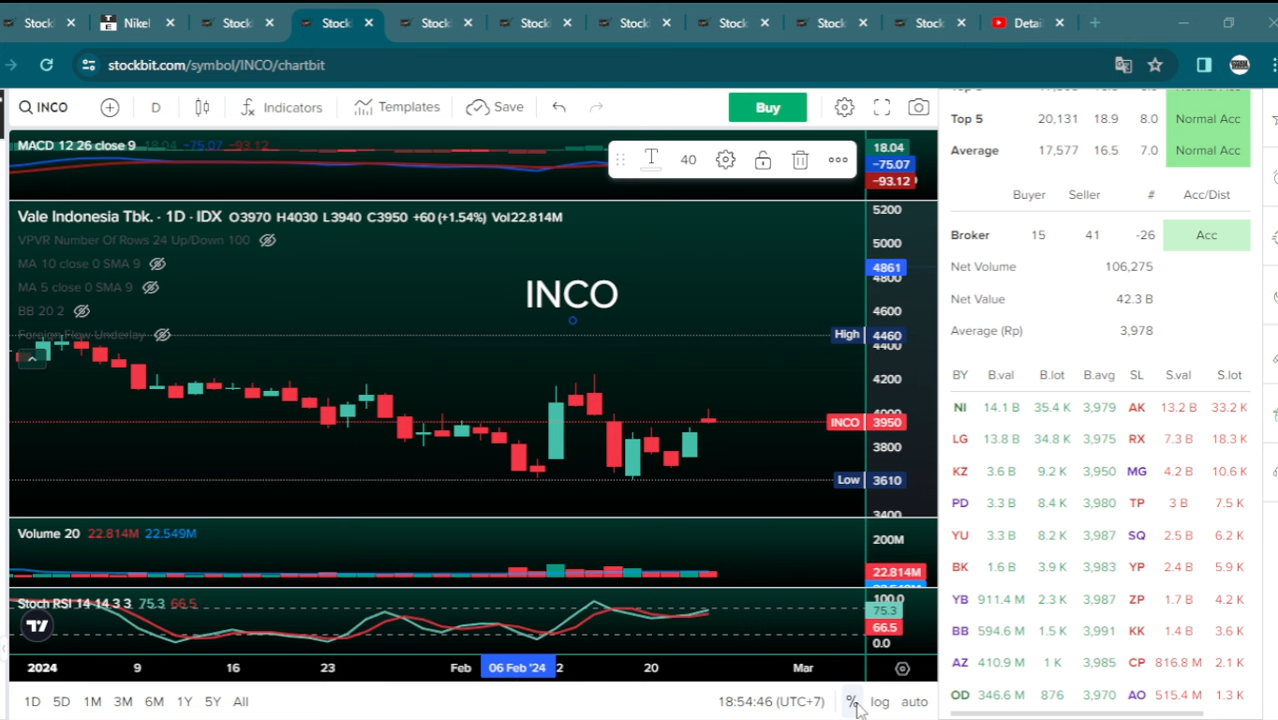 Stock Nikel Stock Stock Stock Stock Stock Stock Stock Stock Detai
stockbit.com/symbol/INCO/chartbit
INCO D Indicators Templates Save Buy
MACD 12 26 close 9 18.04 −75.07 −93.12
40
18.04
−75.07
−93.12
Vale Indonesia Tbk. · 1D · IDX O3970 H4030 L3940 C3950 +60 (+1.54%) Vol22.814M
VPVR Number Of Rows 24 Up/Down 100
MA 10 close 0 SMA 9
MA 5 close 0 SMA 9
BB 20 2
Foreign Flow Underlay
INCO
5200
5000
4861
4800
4600
High 4460
4400
4200
4000
INCO 3950
3800
Low 3610
3400
Volume 20 22.814M 22.549M
200M
22.814M
Stoch RSI 14 14 3 3 75.3 66.5
100.0
75.3
66.5
0.0
2024 9 16 23 Feb 06 Feb '24 2 20 Mar
1D 5D 1M 3M 6M 1Y 5Y All 18:54:46 (UTC+7) % log auto
Top 5 20,131 18.9 8.0 Normal Acc
Average 17,577 16.5 7.0 Normal Acc
Buyer Seller # Acc/Dist
Broker 15 41 -26 Acc
Net Volume 106,275
Net Value 42.3 B
Average (Rp) 3,978
BY B.val B.lot B.avg SL S.val S.lot
NI 14.1 B 35.4 K 3,979 AK 13.2 B 33.2 K
LG 13.8 B 34.8 K 3,975 RX 7.3 B 18.3 K
KZ 3.6 B 9.2 K 3,950 MG 4.2 B 10.6 K
PD 3.3 B 8.4 K 3,980 TP 3 B 7.5 K
YU 3.3 B 8.2 K 3,987 SQ 2.5 B 6.2 K
BK 1.6 B 3.9 K 3,983 YP 2.4 B 5.9 K
YB 911.4 M 2.3 K 3,987 ZP 1.7 B 4.2 K
BB 594.6 M 1.5 K 3,991 KK 1.4 B 3.6 K
AZ 410.9 M 1 K 3,985 CP 816.8 M 2.1 K
OD 346.6 M 876 3,970 AO 515.4 M 1.3 K